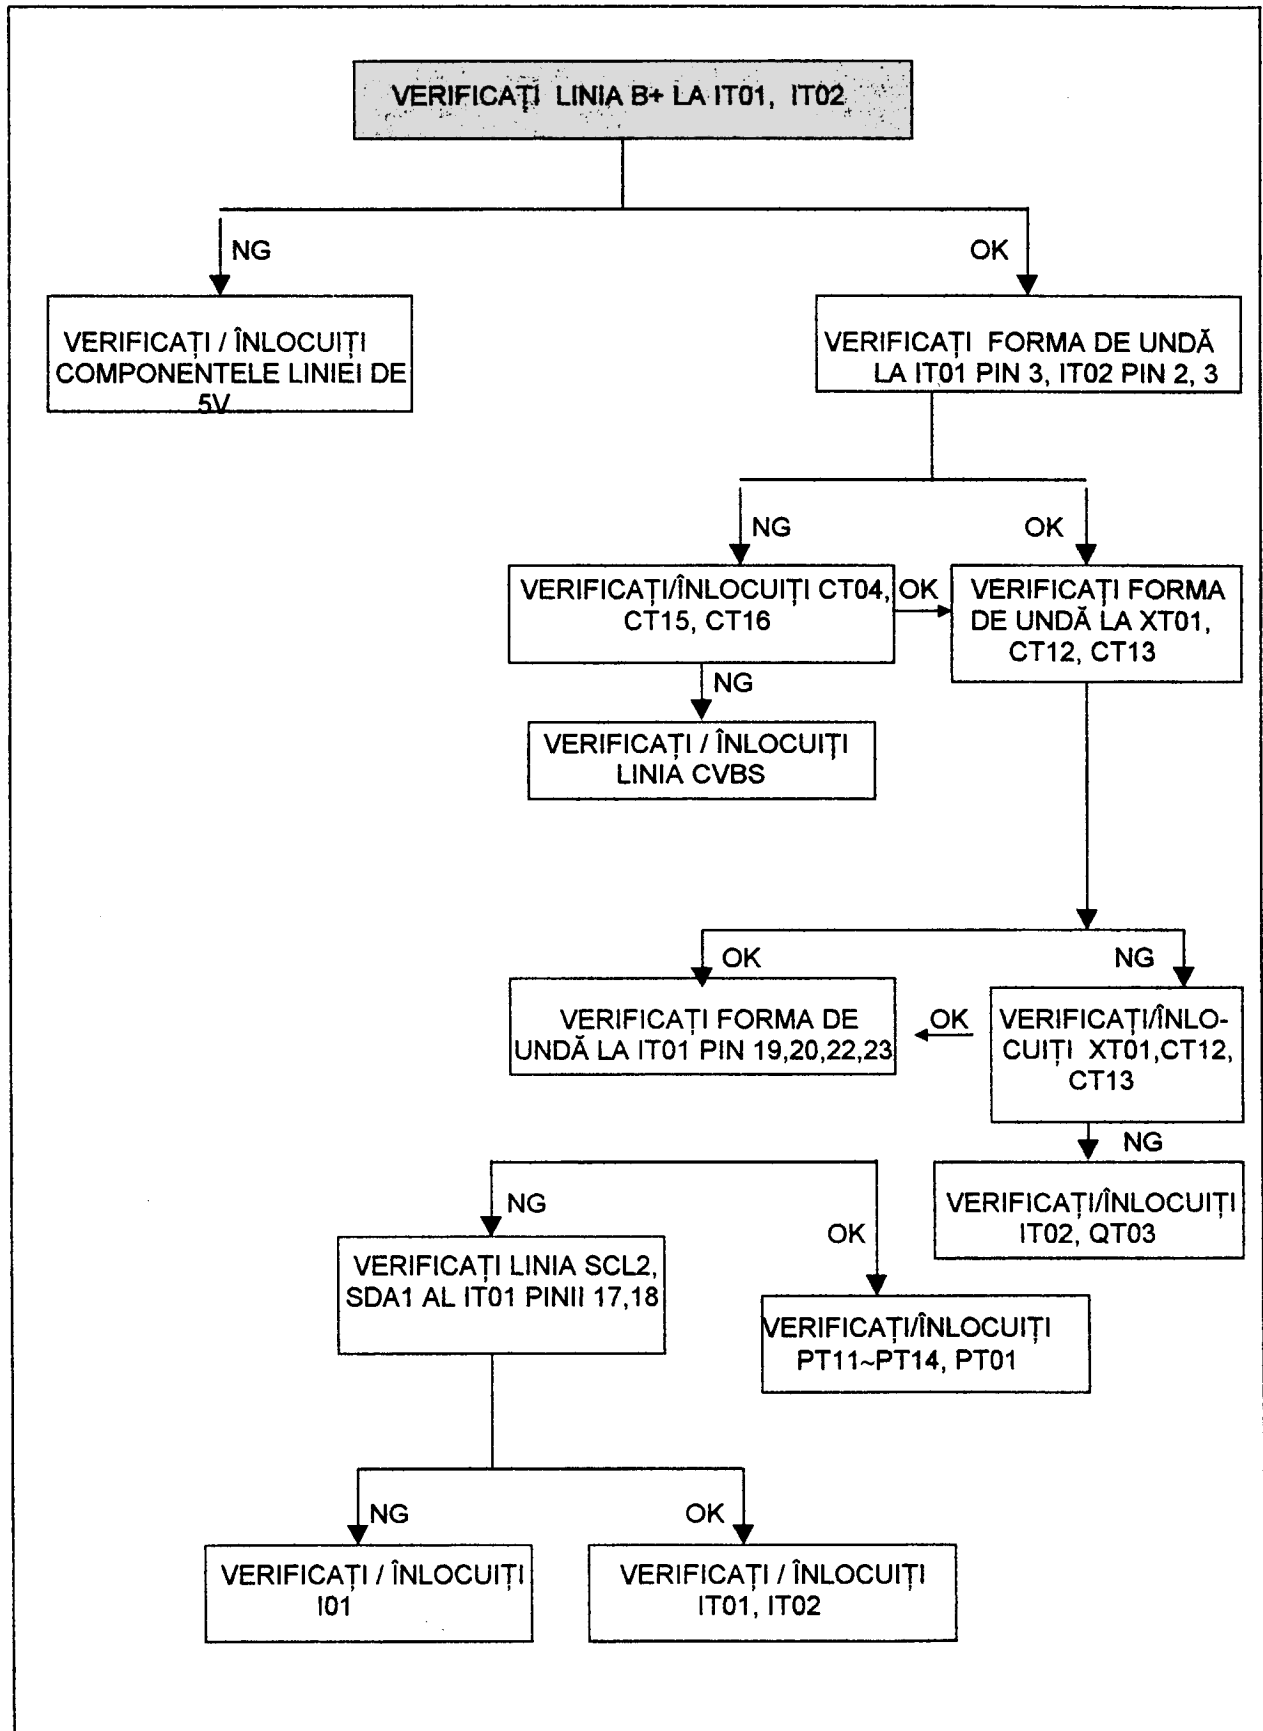 VERIFICAȚI LINIA B+ LA IT01, IT02
NG
OK
VERIFICAȚI / ÎNLOCUIȚI
COMPONENTELE LINIEI DE
5V
VERIFICAȚI FORMA DE UNDĂ
LA IT01 PIN 3, IT02 PIN 2, 3
NG
OK
VERIFICAȚI/ÎNLOCUIȚI CT04,
CT15, CT16
OK
VERIFICAȚI FORMA
DE UNDĂ LA XT01,
CT12, CT13
NG
VERIFICAȚI / ÎNLOCUIȚI
LINIA CVBS
OK
NG
VERIFICAȚI FORMA DE
UNDĂ LA IT01 PIN 19,20,22,23
OK
VERIFICAȚI/ÎNLO-
CUIȚI XT01,CT12,
CT13
NG
VERIFICAȚI/ÎNLOCUIȚI
IT02, QT03
NG
OK
VERIFICAȚI LINIA SCL2,
SDA1 AL IT01 PINII 17,18
VERIFICAȚI/ÎNLOCUIȚI
PT11~PT14, PT01
NG
OK
VERIFICAȚI / ÎNLOCUIȚI
I01
VERIFICAȚI / ÎNLOCUIȚI
IT01, IT02